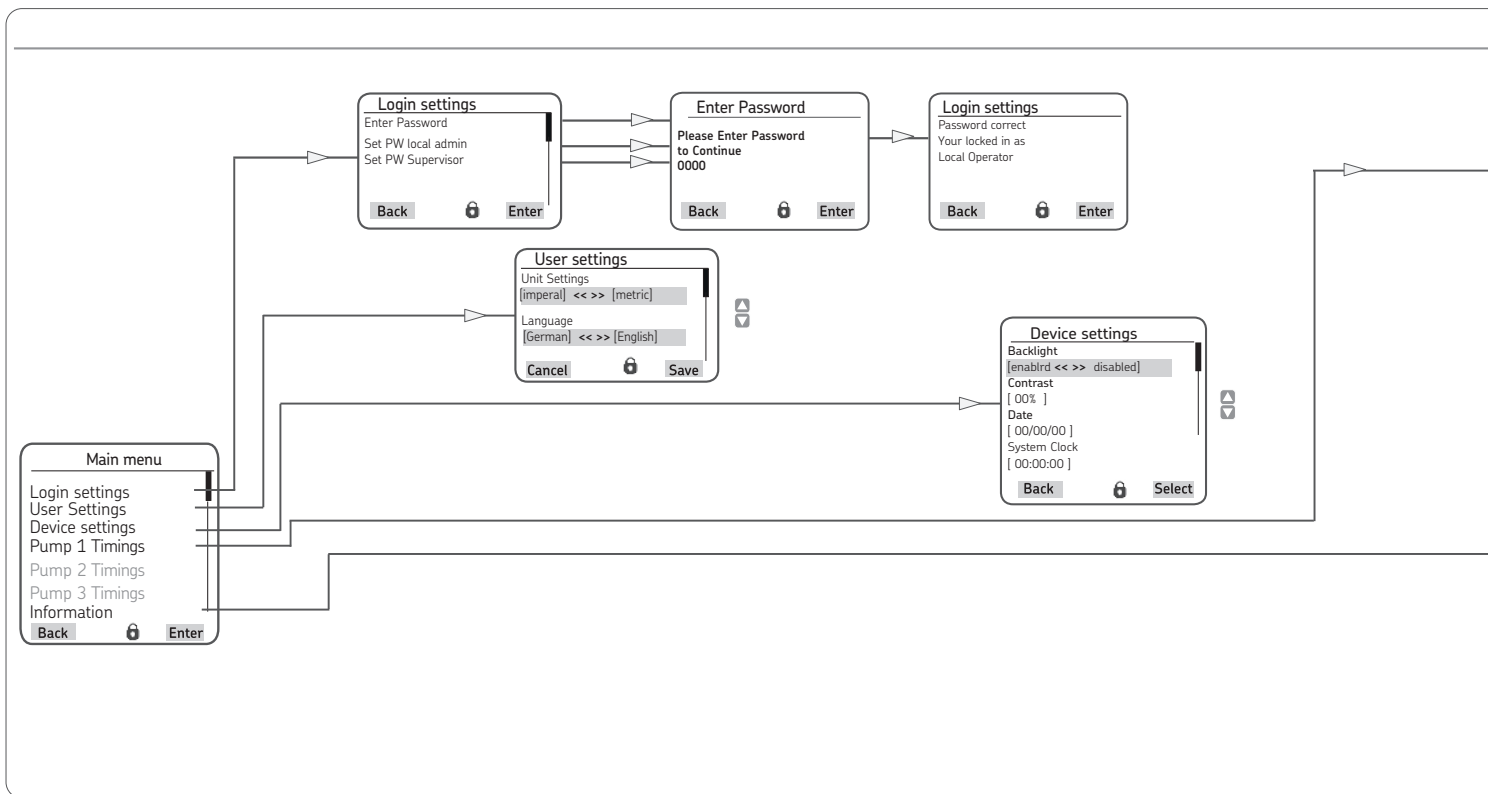 Login settings
Enter Password
Set PW local admin
Set PW Supervisor
Back Enter
Enter Password
Please Enter Password
to Continue
0000
Back Enter
Login settings
Password correct
Your locked in as
Local Operator
Back Enter
User settings
Unit Settings
[imperal] << >> [metric]
Language
[German] << >> [English]
Cancel Save
Device settings
Backlight
[enablrd << >> disabled]
Contrast
[ 00% ]
Date
[ 00/00/00 ]
System Clock
[ 00:00:00 ]
Back Select
Main menu
Login settings
User Settings
Device settings
Pump 1 Timings
Pump 2 Timings
Pump 3 Timings
Information
Back Enter